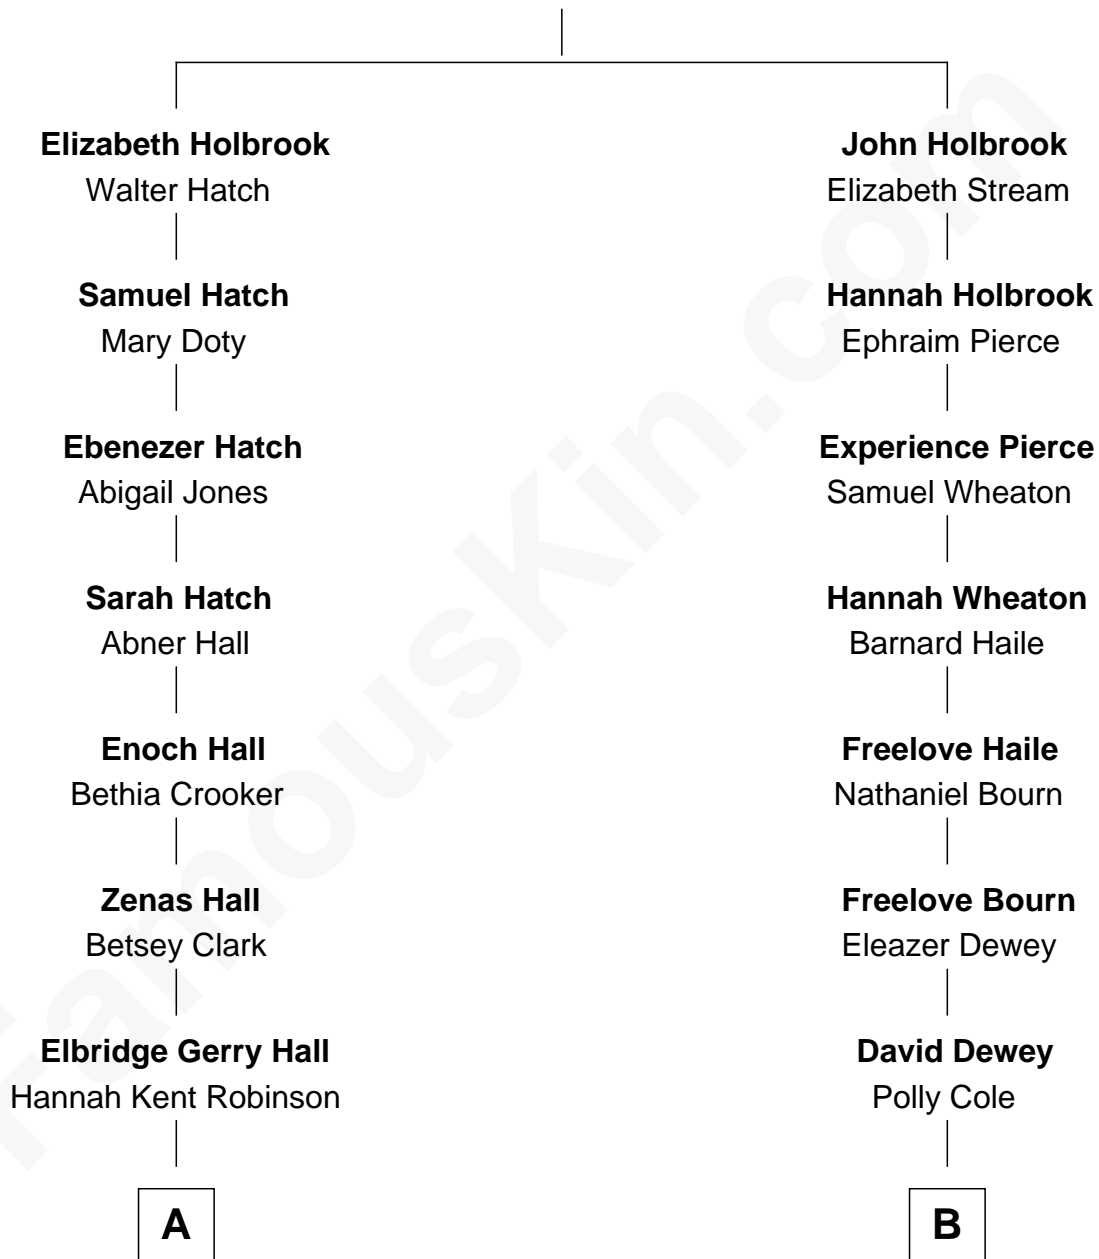 Elizabeth Holbrook
Walter Hatch
Samuel Hatch
Mary Doty
Ebenezer Hatch
Abigail Jones
Sarah Hatch
Abner Hall
Enoch Hall
Bethia Crooker
Zenas Hall
Betsey Clark
Elbridge Gerry Hall
Hannah Kent Robinson
A
John Holbrook
Elizabeth Stream
Hannah Holbrook
Ephraim Pierce
Experience Pierce
Samuel Wheaton
Hannah Wheaton
Barnard Haile
Freelove Haile
Nathaniel Bourn
Freelove Bourn
Eleazer Dewey
David Dewey
Polly Cole
B
FamousKin.com